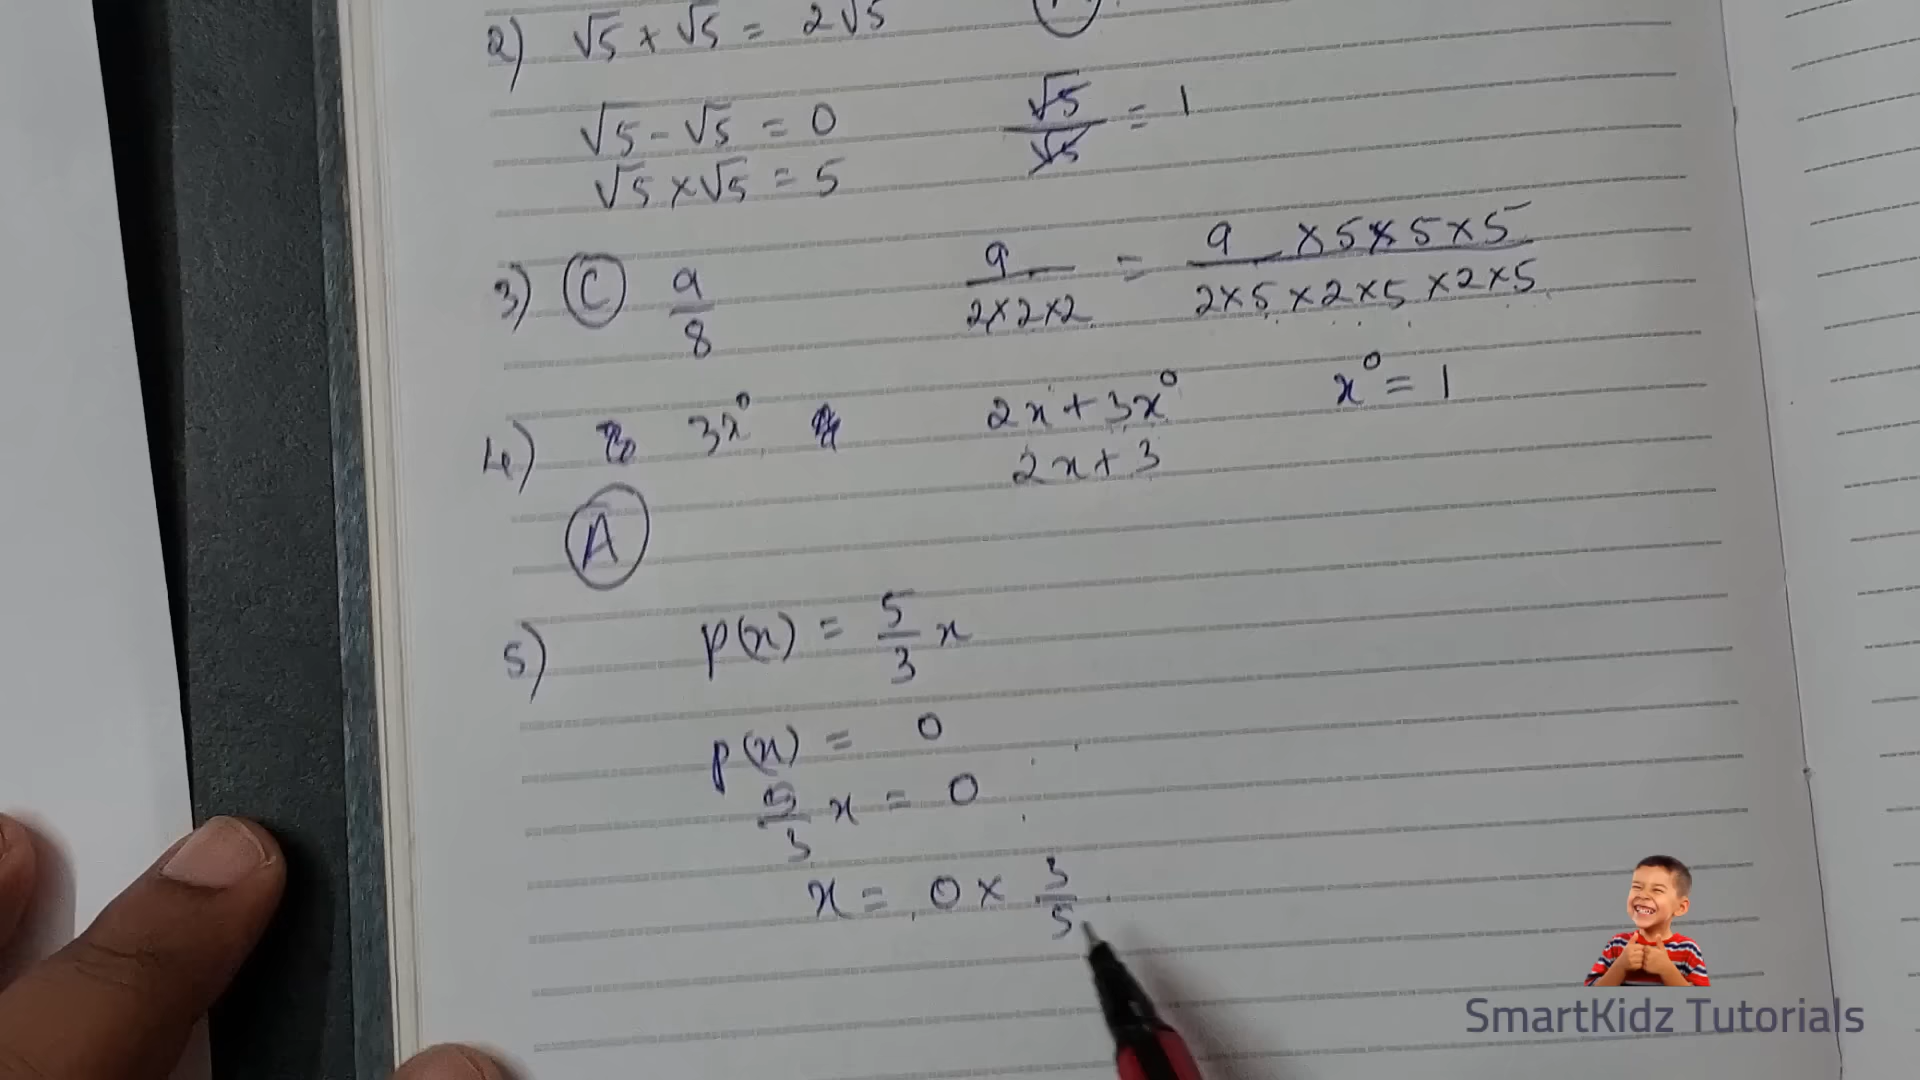 2) √5 × √5 = 2√5
√5 - √5 = 0    √5/√5 = 1
√5 × √5 = 5
3) (C) 9/8    9/(2×2×2) = (9 × 5×5×5)/(2×5×2×5×2×5)
4) 3x⁰    2x + 3x⁰    x⁰ = 1
2x + 3
(A)
5) p(x) = 5/3 x
p(x) = 0
5/3 x = 0
x = 0 × 3/5
SmartKidz Tutorials